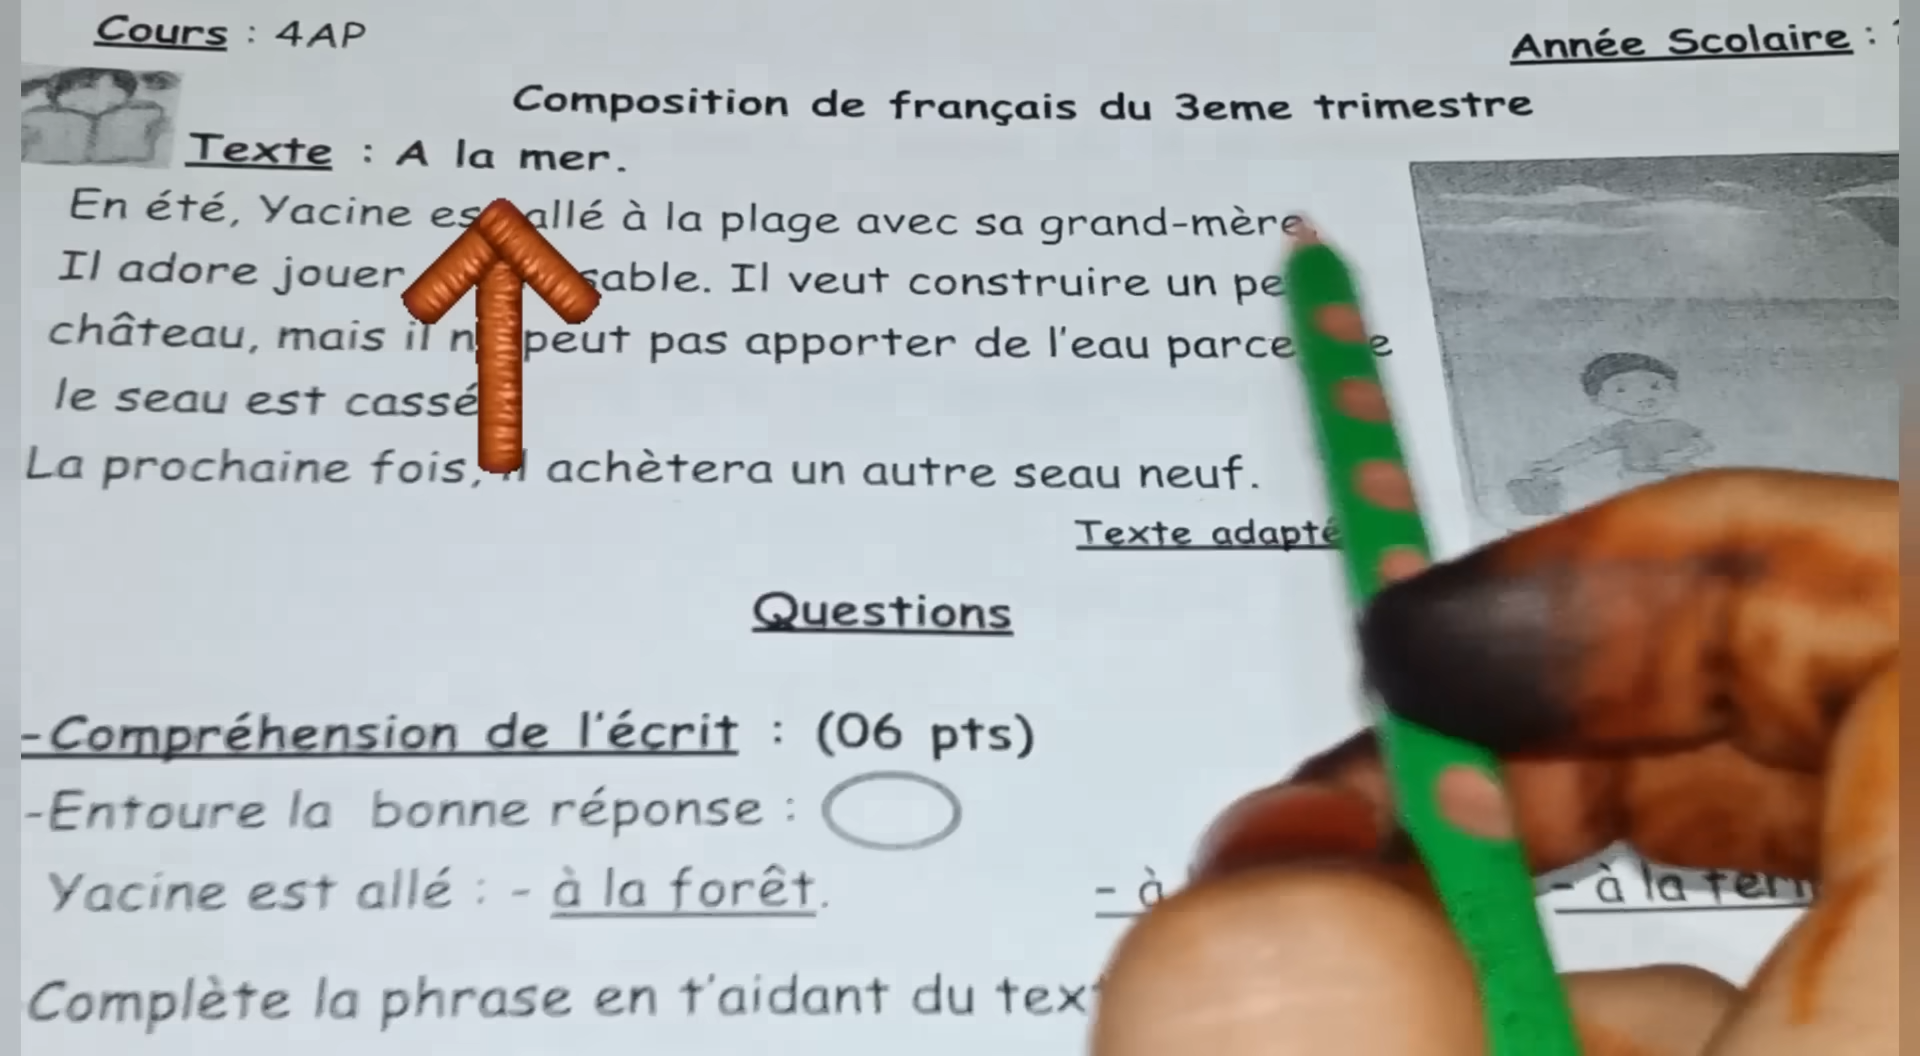 Cours : 4AP
Année Scolaire :
Composition de français du 3eme trimestre
Texte : A la mer.
En été, Yacine allé à la plage avec sa grand-mère
Il adore jouer sable. Il veut construire un
château, mais il peut pas apporter de l'eau
le seau est cassé
La prochaine fois, il achètera un autre seau neuf.
Texte adapté
Questions
-Compréhension de l'écrit : (06 pts)
-Entoure la bonne réponse :
Yacine est allé : - à la forêt. - à - à la
Complète la phrase en t'aidant du